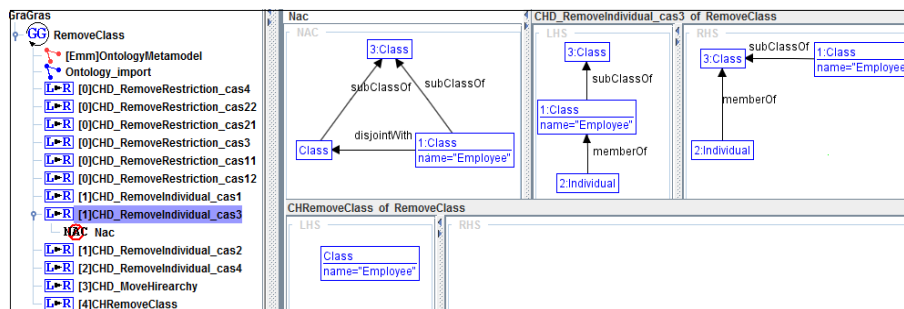 GraGras
RemoveClass
[Emm]OntologyMetamodel
Ontology_import
[0]CHD_RemoveRestriction_cas4
[0]CHD_RemoveRestriction_cas22
[0]CHD_RemoveRestriction_cas21
[0]CHD_RemoveRestriction_cas3
[0]CHD_RemoveRestriction_cas11
[0]CHD_RemoveRestriction_cas12
[1]CHD_RemoveIndividual_cas1
[1]CHD_RemoveIndividual_cas3
NAC Nac
[1]CHD_RemoveIndividual_cas2
[2]CHD_RemoveIndividual_cas4
[3]CHD_MoveHirearchy
[4]CHRemoveClass
Nac
NAC
3:Class
subClassOf
subClassOf
disjointWith
Class
1:Class
name="Employee"
CHD_RemoveIndividual_cas3 of RemoveClass
LHS
3:Class
subClassOf
1:Class
name="Employee"
memberOf
2:Individual
RHS
subClassOf
3:Class
1:Class
name="Employee"
memberOf
2:Individual
CHRemoveClass of RemoveClass
LHS
Class
name="Employee"
RHS